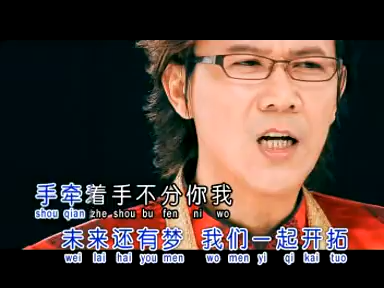 手牵着手不分你我
shou qian zhe shou bu fen ni wo
未来还有梦 我们一起开拓
wei lai hai you men wo men yi qi kai tuo